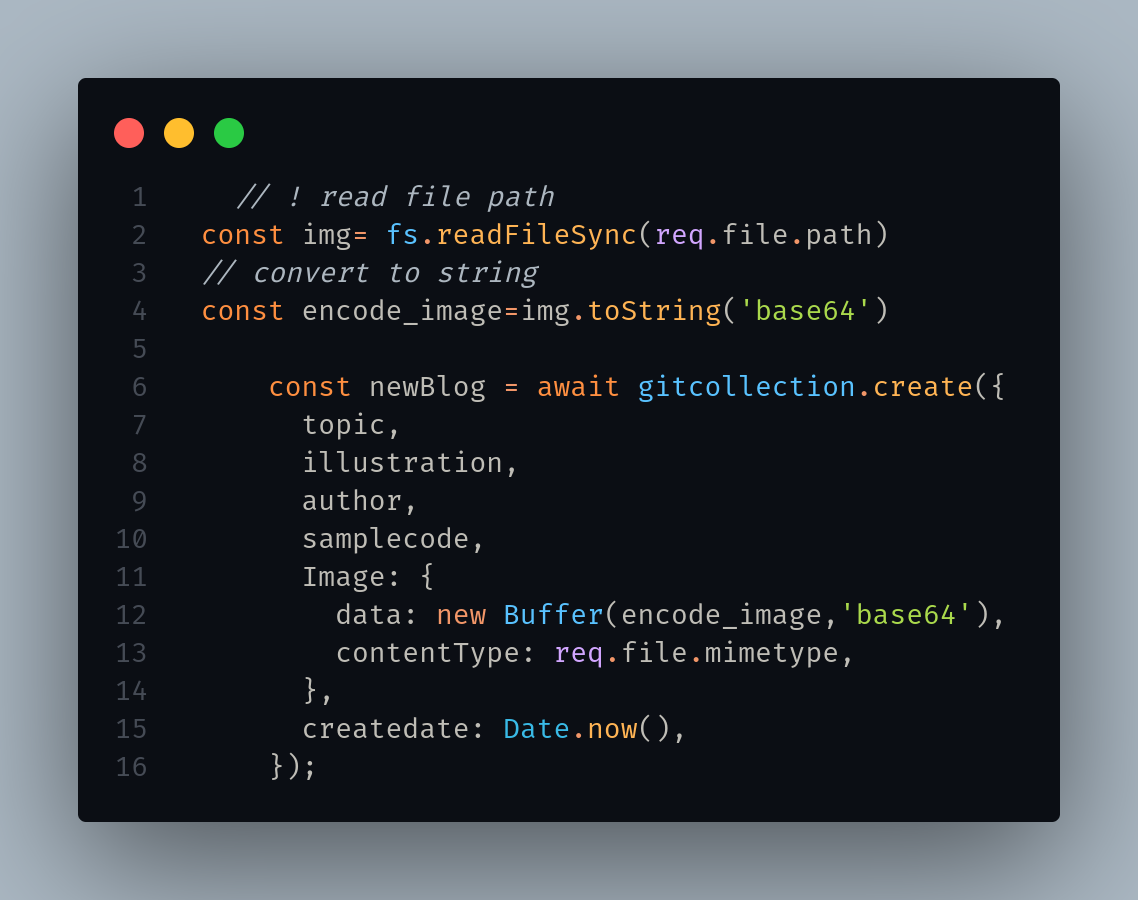 1 // ! read file path
2 const img= fs.readFileSync(req.file.path)
3 // convert to string
4 const encode_image=img.toString('base64')
5
6 const newBlog = await gitcollection.create({
7 topic,
8 illustration,
9 author,
10 samplecode,
11 Image: {
12 data: new Buffer(encode_image,'base64'),
13 contentType: req.file.mimetype,
14 },
15 createdate: Date.now(),
16 });